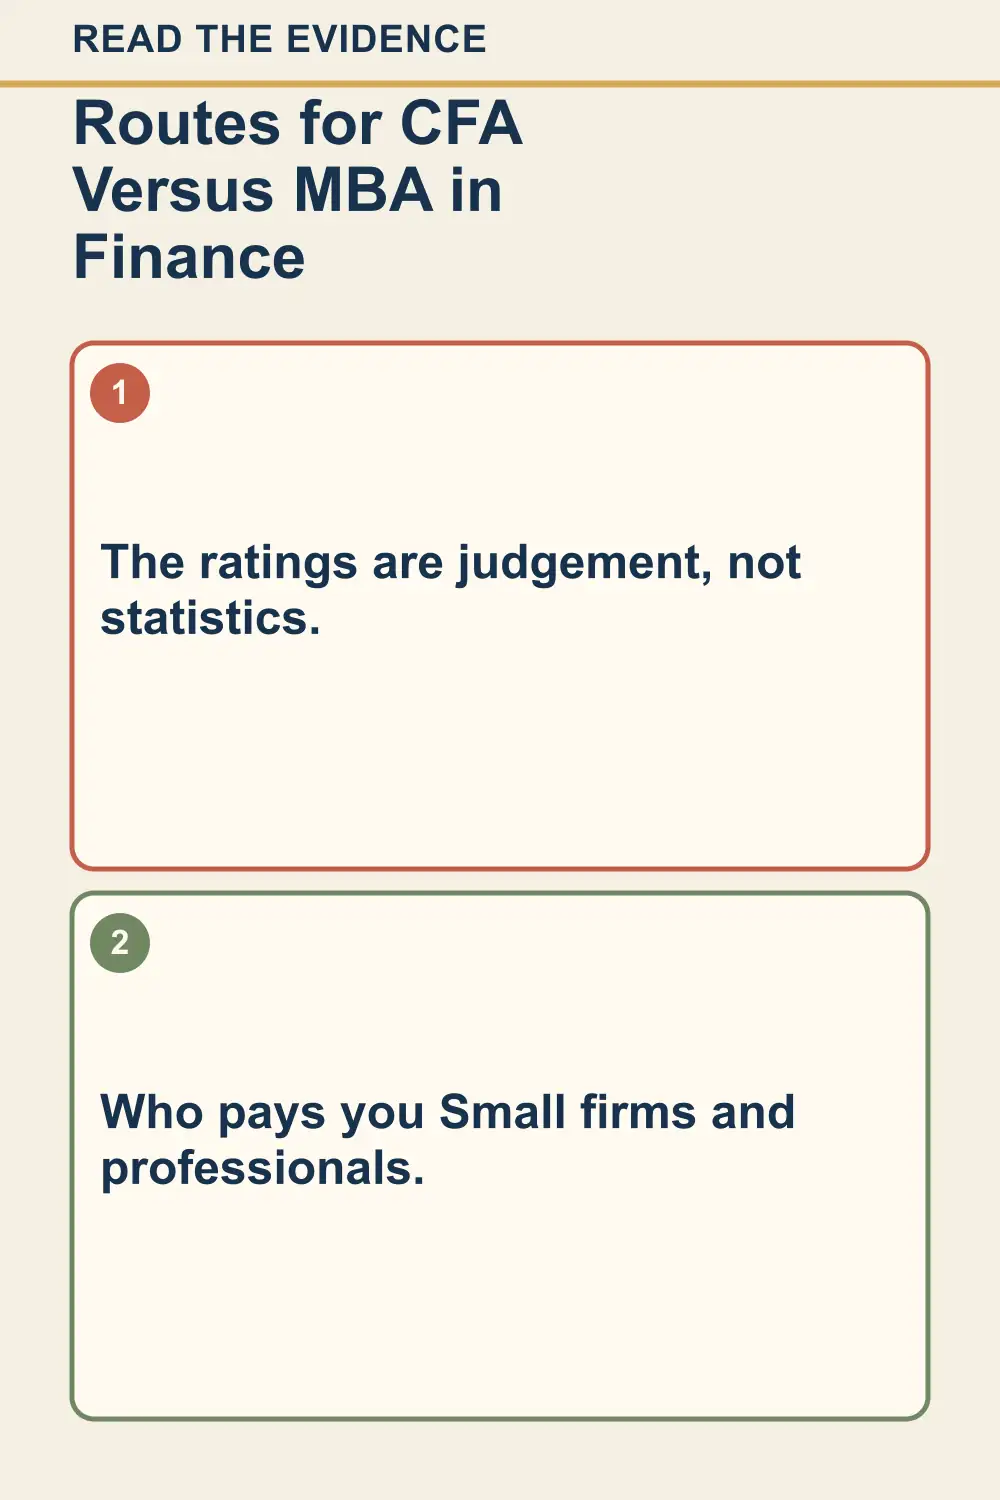 READ THE EVIDENCE
Routes for CFA
Versus MBA in
Finance
1
The ratings are judgement, not
statistics.
2
Who pays you Small firms and
professionals.